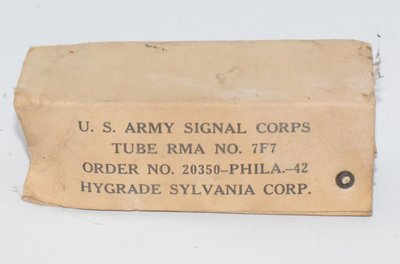 U. S. ARMY SIGNAL CORPS
TUBE RMA NO. 7F7
ORDER NO. 20350-PHILA.-42
HYGRADE SYLVANIA CORP.